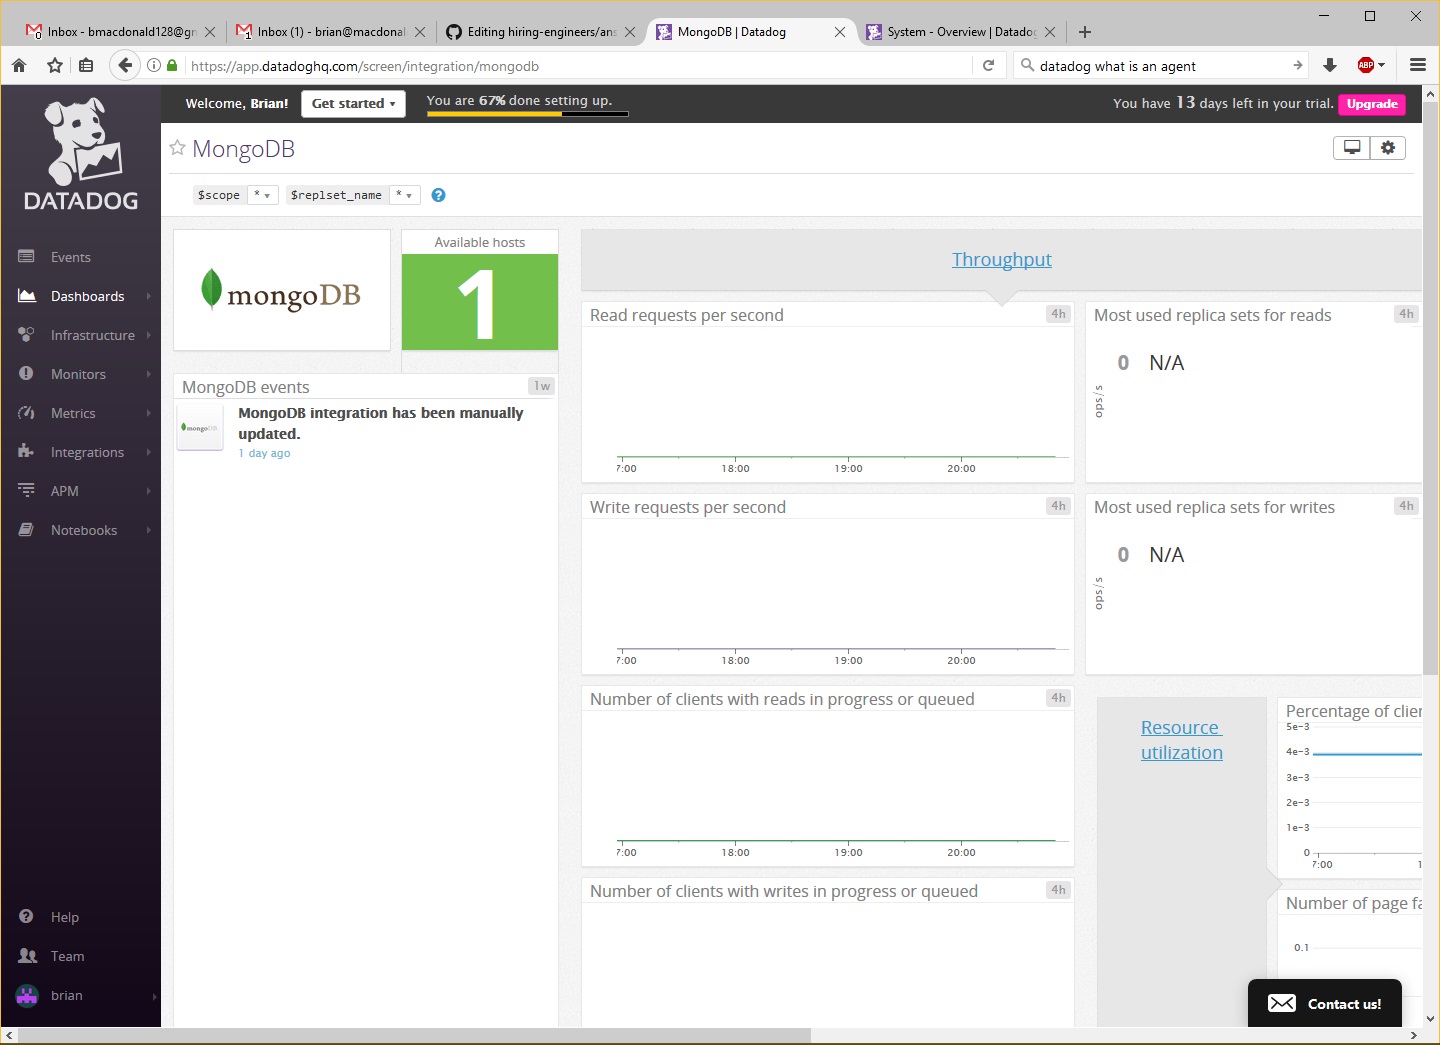 Inbox - bmacdonald128@gm
Inbox (1) - brian@macdonal
Editing hiring-engineers/ans
MongoDB | Datadog
System - Overview | Datadog
https://app.datadoghq.com/screen/integration/mongodb
datadog what is an agent
ABP
DATADOG
Welcome, Brian!
Get started
You are 67% done setting up.
You have 13 days left in your trial.
Upgrade
MongoDB
$scope
*
$replset_name
*
?
Events
Dashboards
Infrastructure
Monitors
Metrics
Integrations
APM
Notebooks
Help
Team
brian
mongoDB
Available hosts
1
MongoDB events
1w
mongoDB
MongoDB integration has been manually
updated.
1 day ago
Throughput
Read requests per second
4h
7:00
18:00
19:00
20:00
Most used replica sets for reads
4h
0 N/A
ops/s
Write requests per second
4h
7:00
18:00
19:00
20:00
Most used replica sets for writes
4h
0 N/A
ops/s
Number of clients with reads in progress or queued
4h
7:00
18:00
19:00
20:00
Number of clients with writes in progress or queued
4h
Resource
utilization
Percentage of clien
5e-3
4e-3
3e-3
2e-3
1e-3
0
7:00
1
Number of page fa
0.1
Contact us!